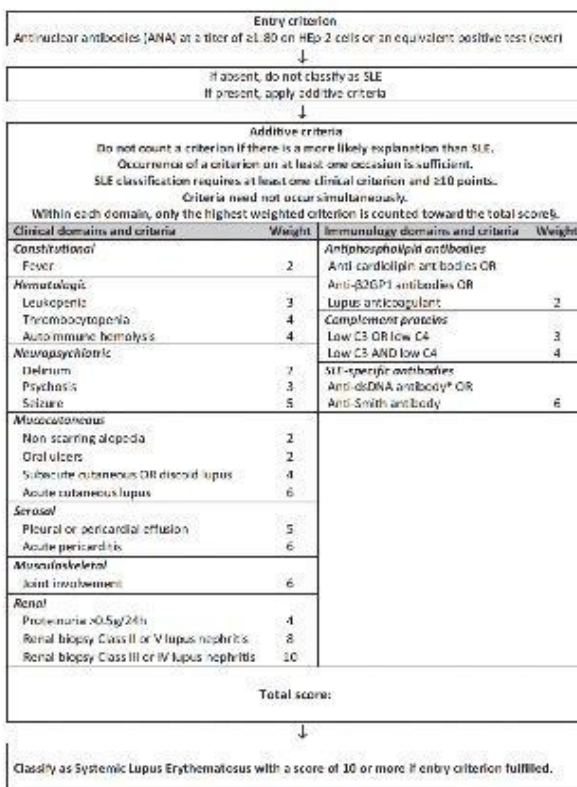 Entry criterion
Antinuclear antibodies (ANA) at a titer of ≥1:80 on HEp-2 cells or an equivalent positive test (ever)
↓
If absent, do not classify as SLE
If present, apply additive criteria
↓
Additive criteria
Do not count a criterion if there is a more likely explanation than SLE.
Occurrence of a criterion on at least one occasion is sufficient.
SLE classification requires at least one clinical criterion and ≥10 points.
Criteria need not occur simultaneously.
Within each domain, only the highest weighted criterion is counted toward the total score§.
Clinical domains and criteria Weight Immunology domains and criteria Weight
Constitutional Antiphospholipid antibodies
Fever 2 Anti-cardiolipin antibodies OR
Hematologic Anti-β2GP1 antibodies OR
Leukopenia 3 Lupus anticoagulant 2
Thrombocytopenia 4 Complement proteins
Autoimmune hemolysis 4 Low C3 OR low C4 3
Neuropsychiatric Low C3 AND low C4 4
Delirium 2 SLE-specific antibodies
Psychosis 3 Anti-dsDNA antibody* OR
Seizure 5 Anti-Smith antibody 6
Mucocutaneous
Non-scarring alopecia 2
Oral ulcers 2
Subacute cutaneous OR discoid lupus 4
Acute cutaneous lupus 6
Serosal
Pleural or pericardial effusion 5
Acute pericarditis 6
Musculoskeletal
Joint involvement 6
Renal
Proteinuria >0.5g/24h 4
Renal biopsy Class II or V lupus nephritis 8
Renal biopsy Class III or IV lupus nephritis 10
Total score:
↓
Classify as Systemic Lupus Erythematosus with a score of 10 or more if entry criterion fulfilled.